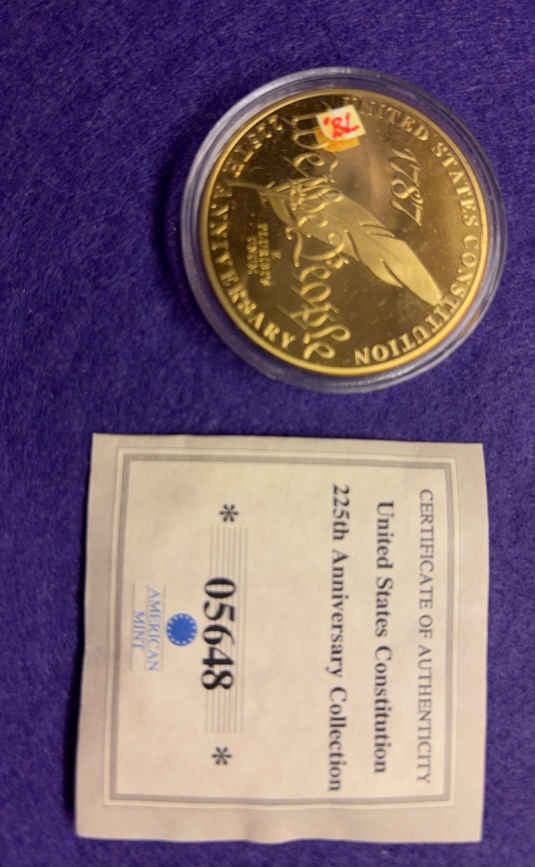 UNITED STATES CONSTITUTION
1787
We the People
225TH ANNIVERSARY
CERTIFICATE OF AUTHENTICITY
United States Constitution
225th Anniversary Collection
* 05648 *
AMERICAN
MINT